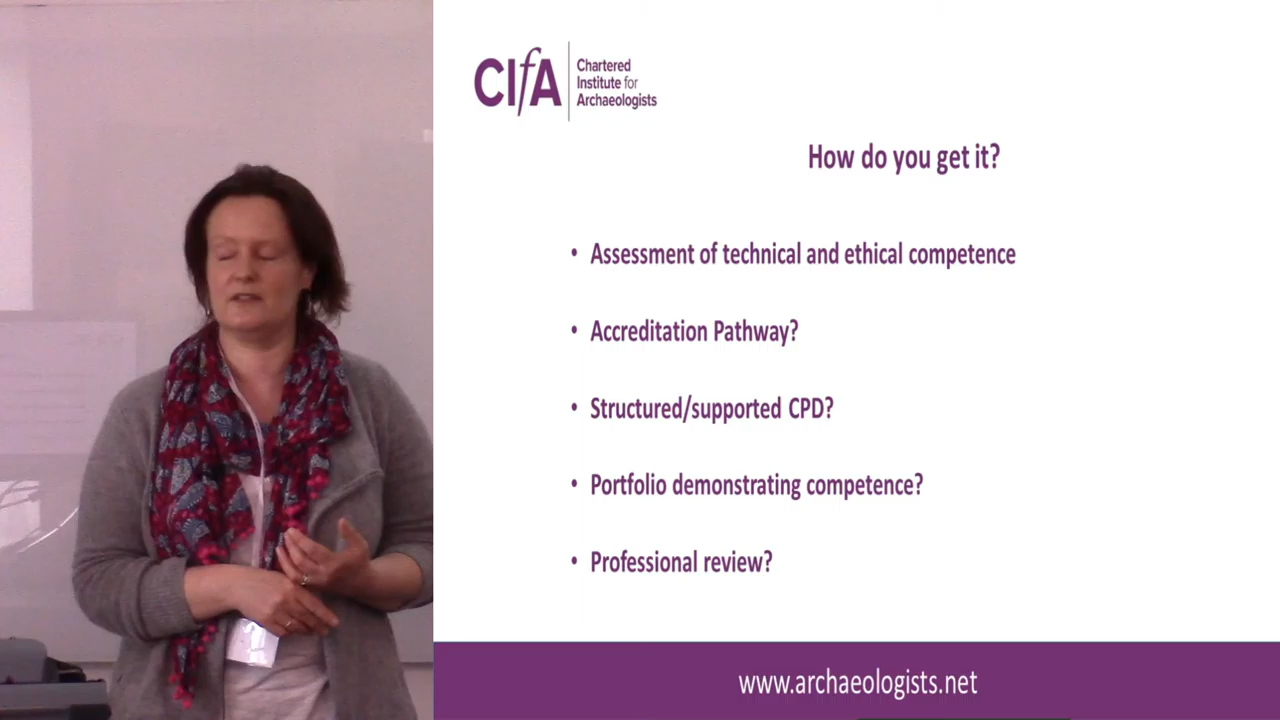 CIfA
Chartered
Institute for
Archaeologists
How do you get it?
• Assessment of technical and ethical competence
• Accreditation Pathway?
• Structured/supported CPD?
• Portfolio demonstrating competence?
• Professional review?
www.archaeologists.net